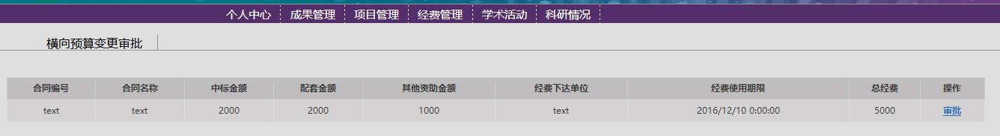 个人中心 成果管理 项目管理 经费管理 学术活动 科研情况
横向预算变更审批
合同编号 合同名称 中标金额 配套金额 其他资助金额 经费下达单位 经费使用期限 总经费 操作
text text 2000 2000 1000 text 2016/12/10 0:00:00 5000 审批